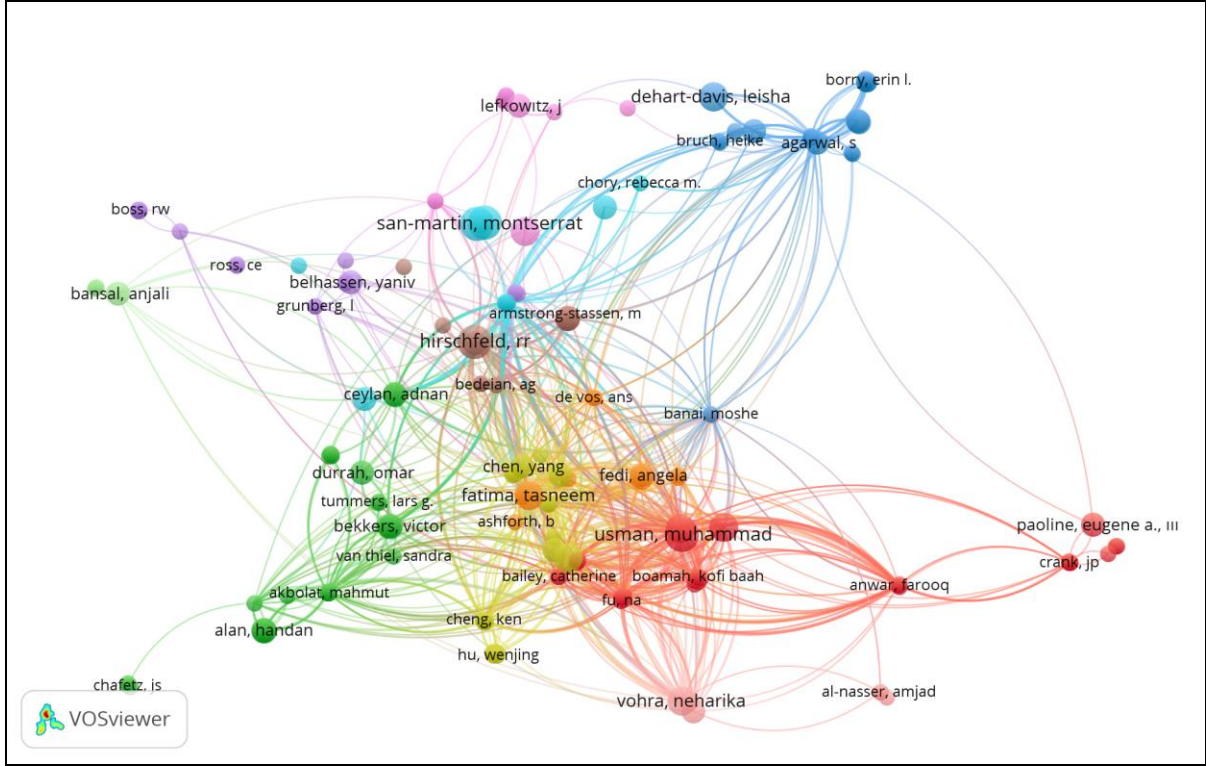 borry, erin l.
dehart-davis, leisha
lefkowıtz, j
bruch, heike
agarwal, s
chory, rebecca m.
boss, rw
san-martin, montserrat
ross, ce
bansal, anjali
belhassen, yaniv
grunberg, l
armstrong-stassen, m
hirschfeld, rr
bedeian, ag
ceylan, adnan
de vos, ans
banai, moshe
chen, yang
durrah, omar
fedi, angela
fatima, tasneem
tummers, lars g.
ashforth, b
bekkers, victor
usman, muhammad
paoline, eugene a., ııı
van thiel, sandra
crank, jp
bailey, catherine
boamah, kofi baah
anwar, farooq
akbolat, mahmut
fu, na
cheng, ken
alan, handan
hu, wenjing
chafetz, is
al-nasser, amjad
vohra, neharika
VOSviewer